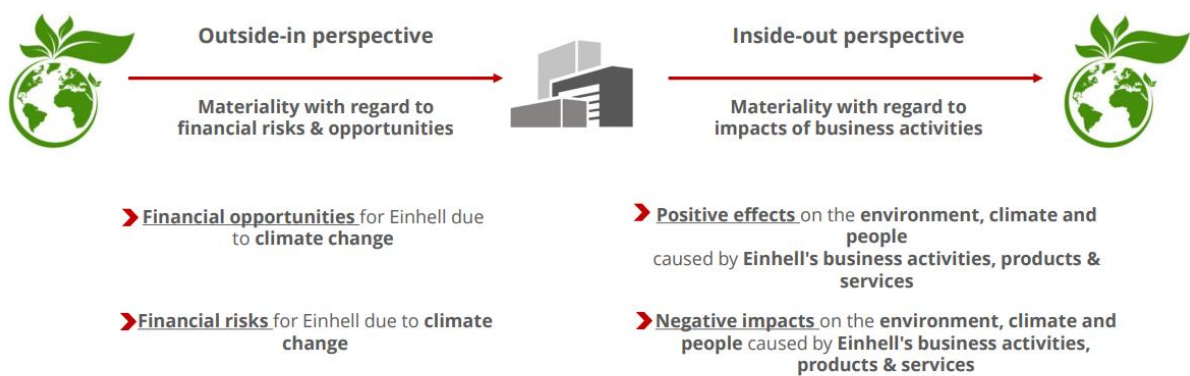 Outside-in perspective
Materiality with regard to
financial risks & opportunities
Inside-out perspective
Materiality with regard to
impacts of business activities
Financial opportunities for Einhell due
to climate change
Financial risks for Einhell due to climate
change
Positive effects on the environment, climate and
people
caused by Einhell's business activities, products &
services
Negative impacts on the environment, climate and
people caused by Einhell's business activities,
products & services